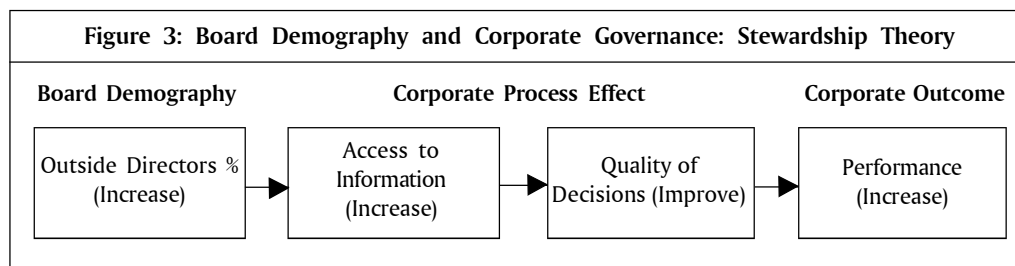 Figure 3: Board Demography and Corporate Governance: Stewardship Theory
Board Demography
Corporate Process Effect
Corporate Outcome
Outside Directors %
(Increase)
Access to
Information
(Increase)
Quality of
Decisions (Improve)
Performance
(Increase)